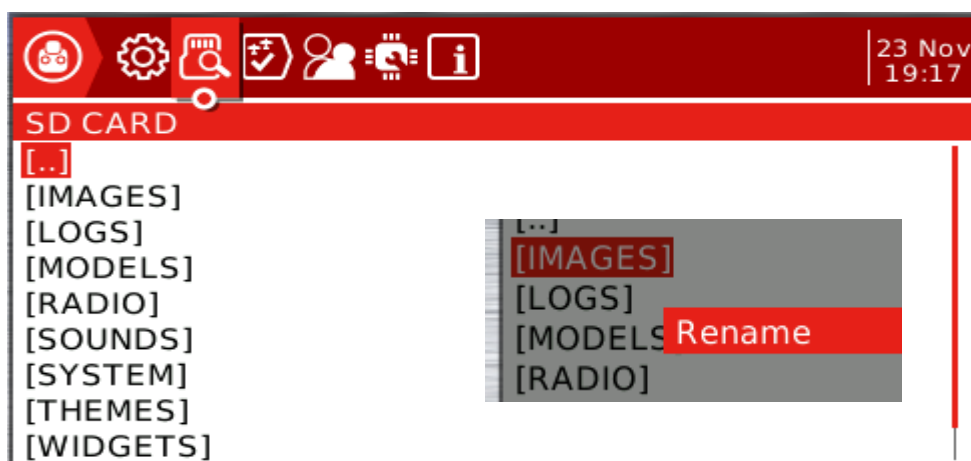 23 Nov
19:17
SD CARD
[..]
[IMAGES]
[LOGS]
[MODELS]
[RADIO]
[SOUNDS]
[SYSTEM]
[THEMES]
[WIDGETS]
[..]
[IMAGES]
[LOGS]
[MODELS
Rename
[RADIO]